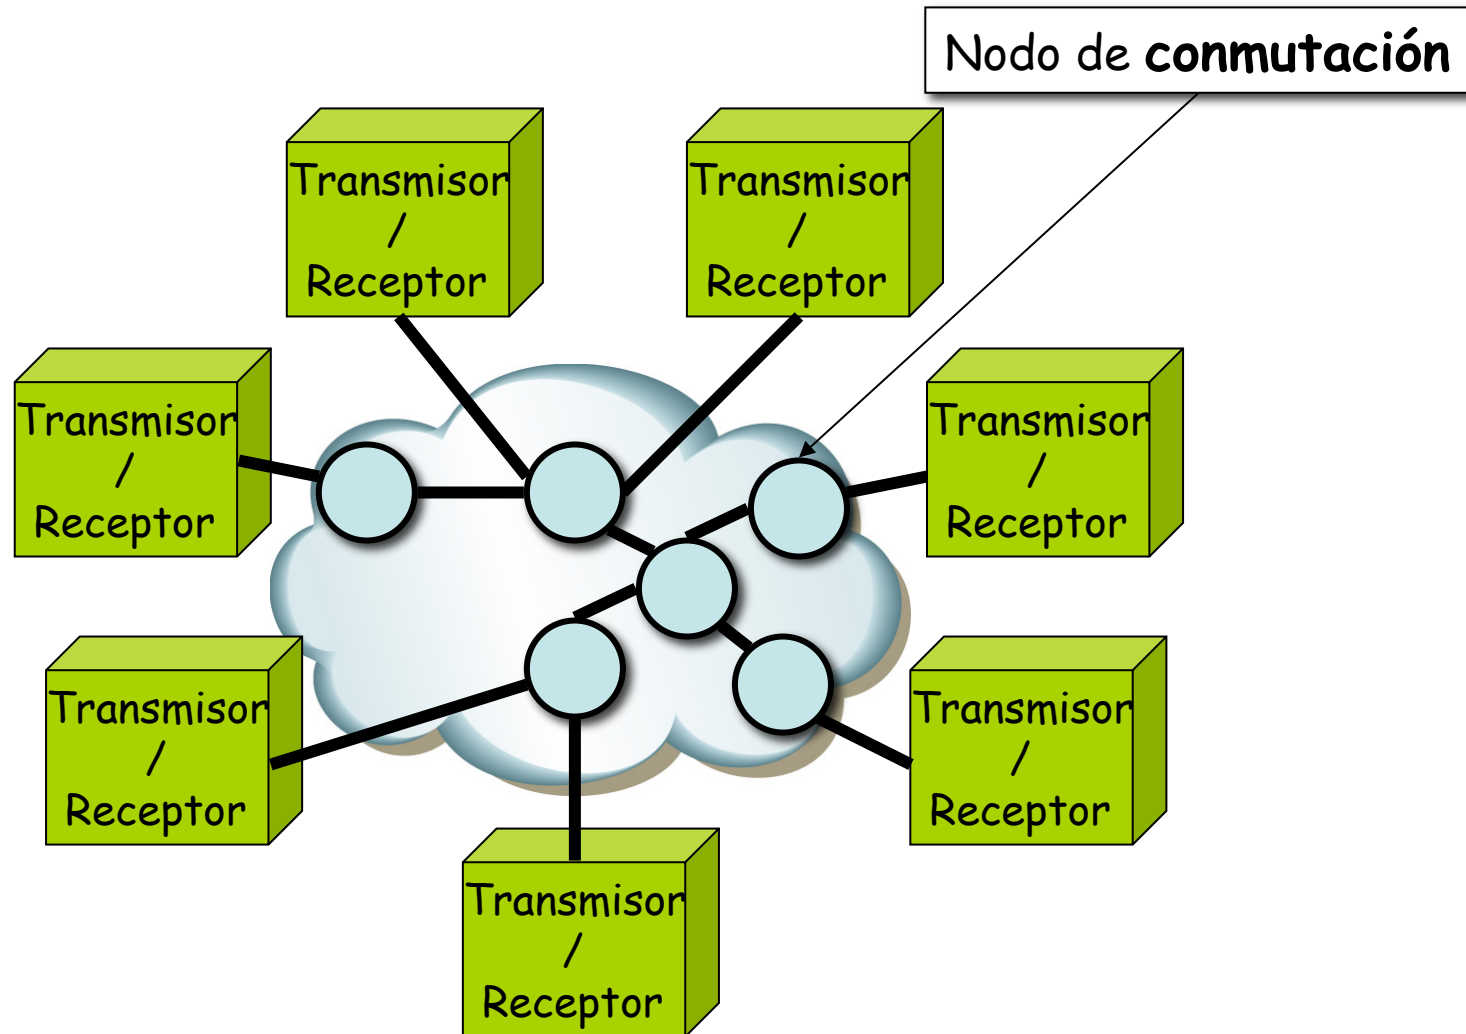 Nodo de conmutación
Transmisor
/
Receptor
Transmisor
/
Receptor
Transmisor
/
Receptor
Transmisor
/
Receptor
Transmisor
/
Receptor
Transmisor
/
Receptor
Transmisor
/
Receptor